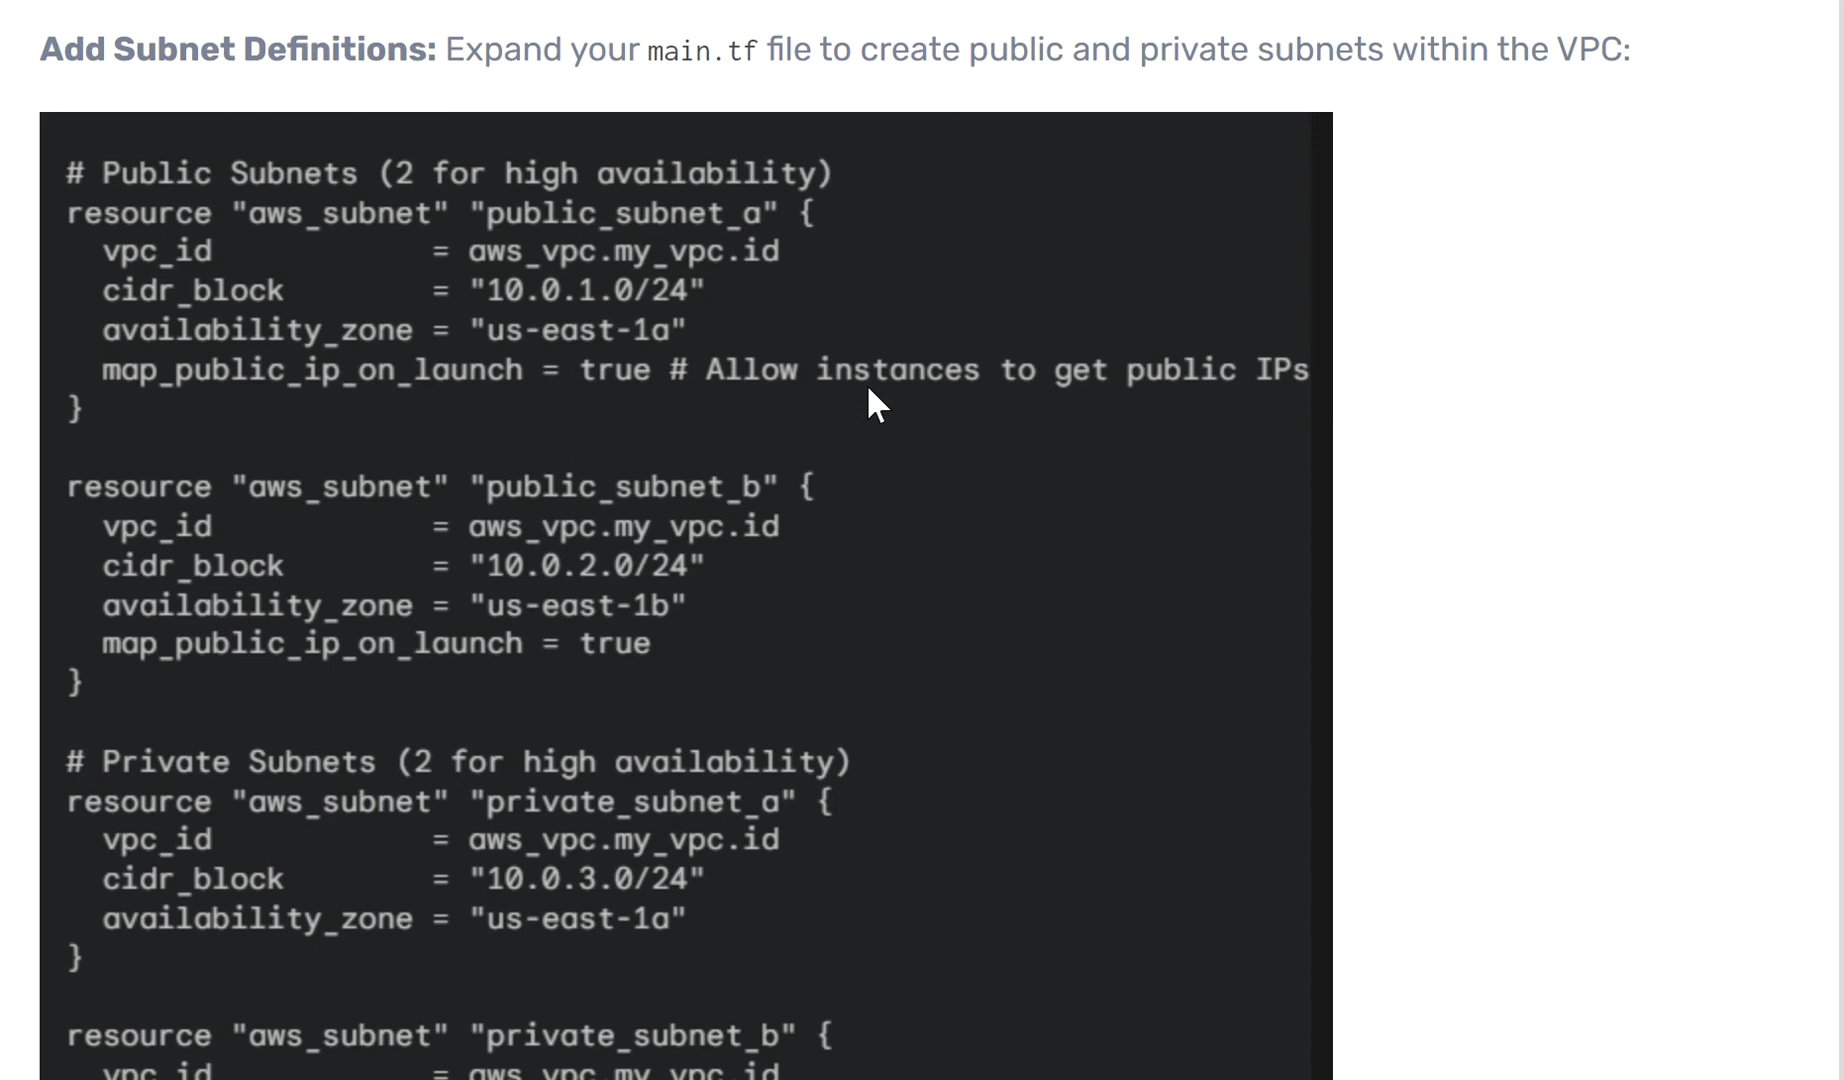 Add Subnet Definitions: Expand your main.tf file to create public and private subnets within the VPC:
# Public Subnets (2 for high availability)
resource "aws_subnet" "public_subnet_a" {
  vpc_id            = aws_vpc.my_vpc.id
  cidr_block        = "10.0.1.0/24"
  availability_zone = "us-east-1a"
  map_public_ip_on_launch = true # Allow instances to get public IPs
}
resource "aws_subnet" "public_subnet_b" {
  vpc_id            = aws_vpc.my_vpc.id
  cidr_block        = "10.0.2.0/24"
  availability_zone = "us-east-1b"
  map_public_ip_on_launch = true
}
# Private Subnets (2 for high availability)
resource "aws_subnet" "private_subnet_a" {
  vpc_id            = aws_vpc.my_vpc.id
  cidr_block        = "10.0.3.0/24"
  availability_zone = "us-east-1a"
}
resource "aws_subnet" "private_subnet_b" {
  vpc_id            = aws_vpc.my_vpc.id